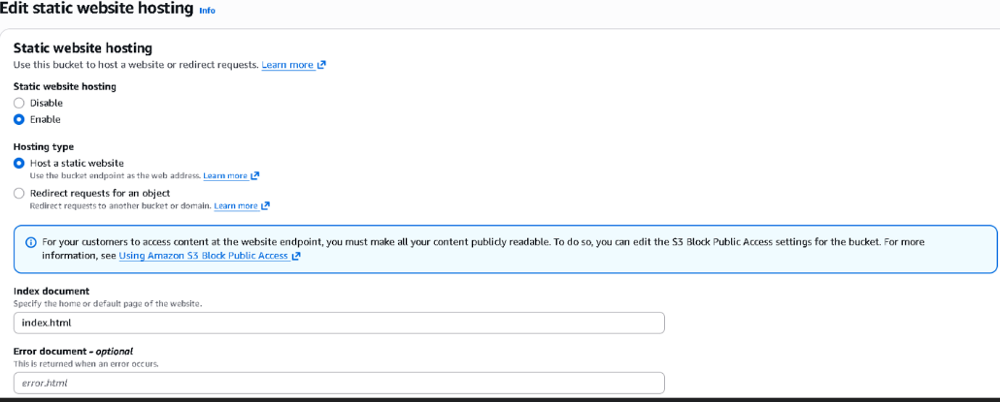 Edit static website hosting Info
Static website hosting
Use this bucket to host a website or redirect requests. Learn more
Static website hosting
Disable
Enable
Hosting type
Host a static website
Use the bucket endpoint as the web address. Learn more
Redirect requests for an object
Redirect requests to another bucket or domain. Learn more
For your customers to access content at the website endpoint, you must make all your content publicly readable. To do so, you can edit the S3 Block Public Access settings for the bucket. For more
information, see Using Amazon S3 Block Public Access
Index document
Specify the home or default page of the website.
index.html
Error document - optional
This is returned when an error occurs.
error.html